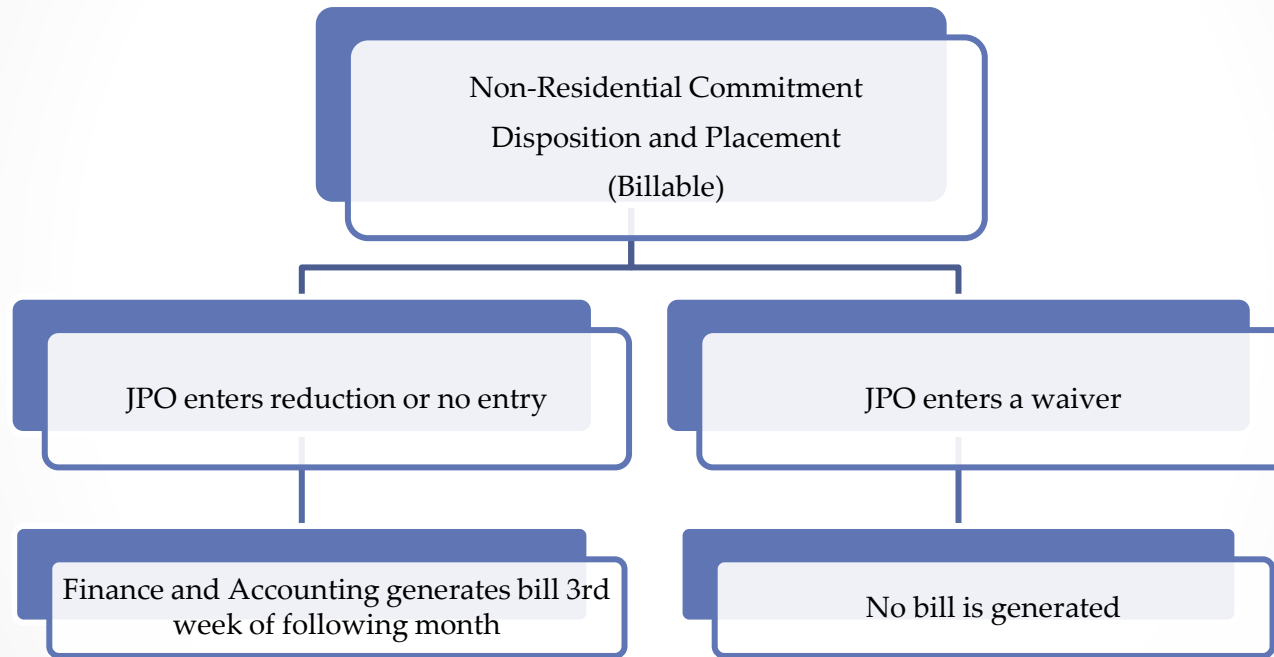 Non-Residential Commitment
Disposition and Placement
(Billable)
JPO enters reduction or no entry
JPO enters a waiver
Finance and Accounting generates bill 3rd
week of following month
No bill is generated